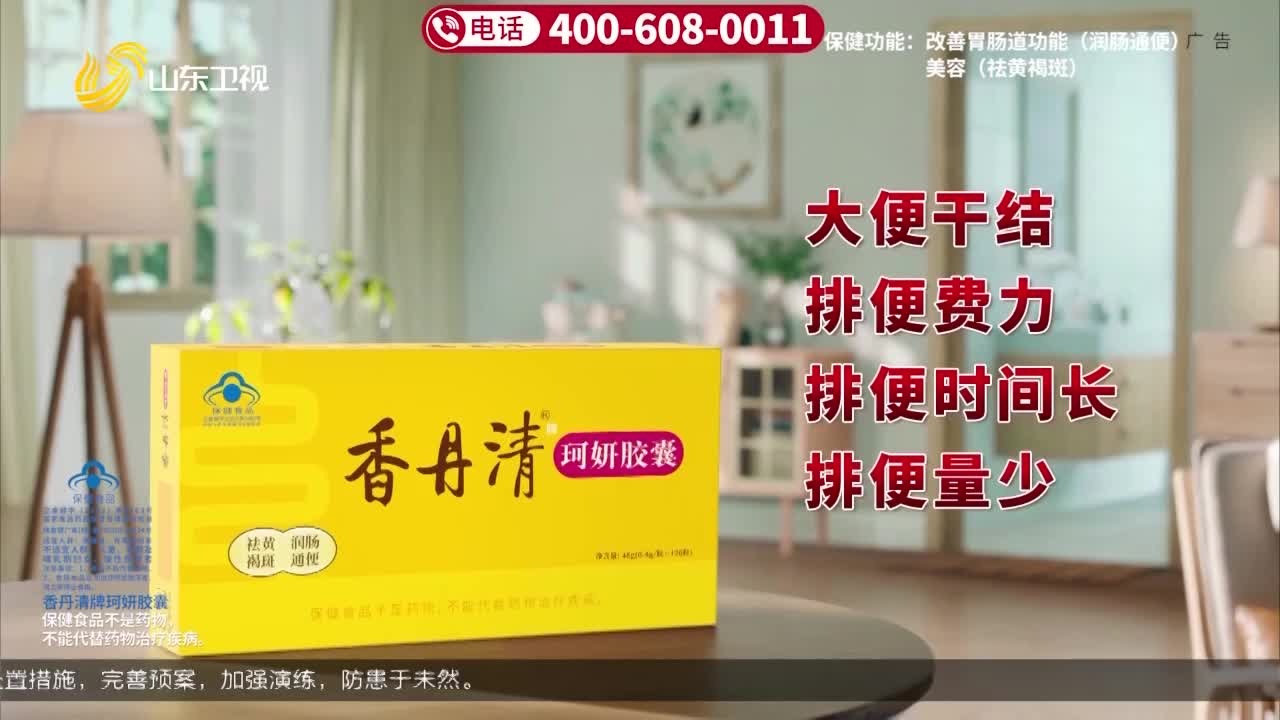 电话 400-608-0011
山东卫视
保健功能：改善胃肠道功能（润肠通便）
美容（祛黄褐斑）
广告
大便干结
排便费力
排便时间长
排便量少
保健食品
香丹清
珂妍胶囊
祛黄褐斑
润肠通便
保健食品不是药物，不能代替药物治疗疾病。
保健食品
香丹清牌珂妍胶囊
保健食品不是药物，
不能代替药物治疗疾病。
置措施，完善预案，加强演练，防患于未然。